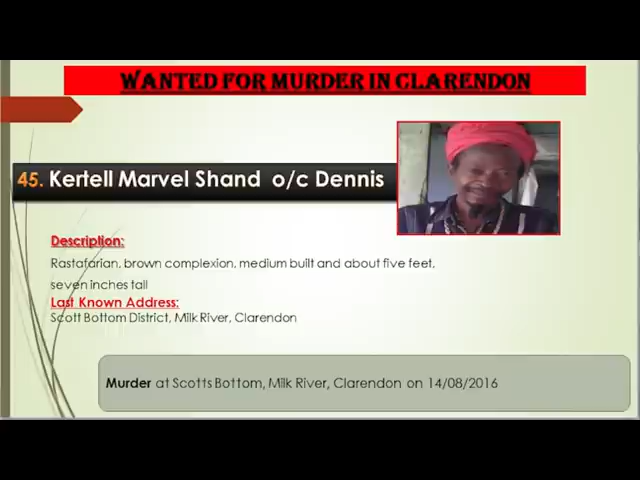 WANTED FOR MURDER IN CLARENDON
45. Kertell Marvel Shand o/c Dennis
Description:
Rastafarian, brown complexion, medium built and about five feet,
seven inches tall
Last Known Address:
Scott Bottom District, Milk River, Clarendon
Murder at Scotts Bottom, Milk River, Clarendon on 14/08/2016